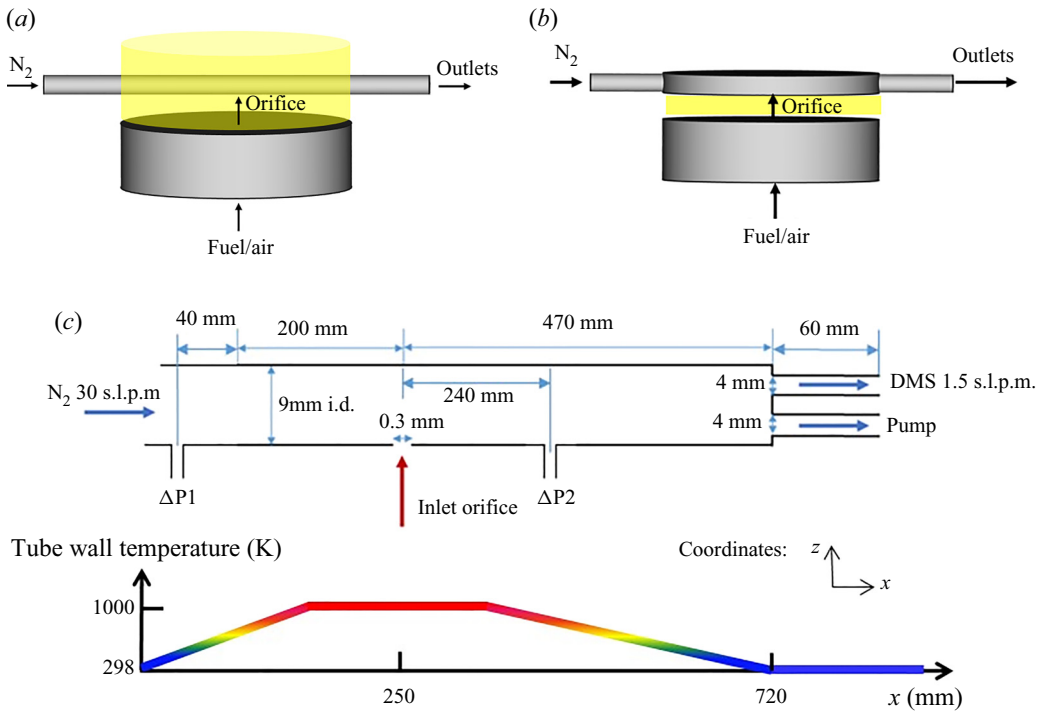 (a)
N2
Outlets
Orifice
Fuel/air
(b)
N2
Outlets
Orifice
Fuel/air
(c)
40 mm
200 mm
470 mm
60 mm
N2 30 s.l.p.m
9mm i.d.
0.3 mm
240 mm
4 mm
DMS 1.5 s.l.p.m.
4 mm
Pump
ΔP1
Inlet orifice
ΔP2
Tube wall temperature (K)
Coordinates:
z
x
1000
298
250
720
x (mm)